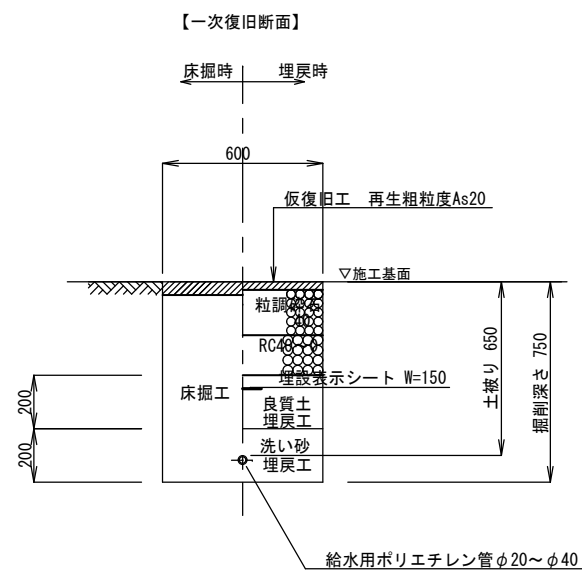 【一次復旧断面】
床掘時
埋戻時
600
仮復旧工 再生粗粒度As20
▽施工基面
粒調砕石
40
RC40 0
埋設表示シート W=150
床掘工
良質土
埋戻工
洗い砂
埋戻工
200
200
土被り 650
掘削深さ 750
給水用ポリエチレン管φ20～φ40